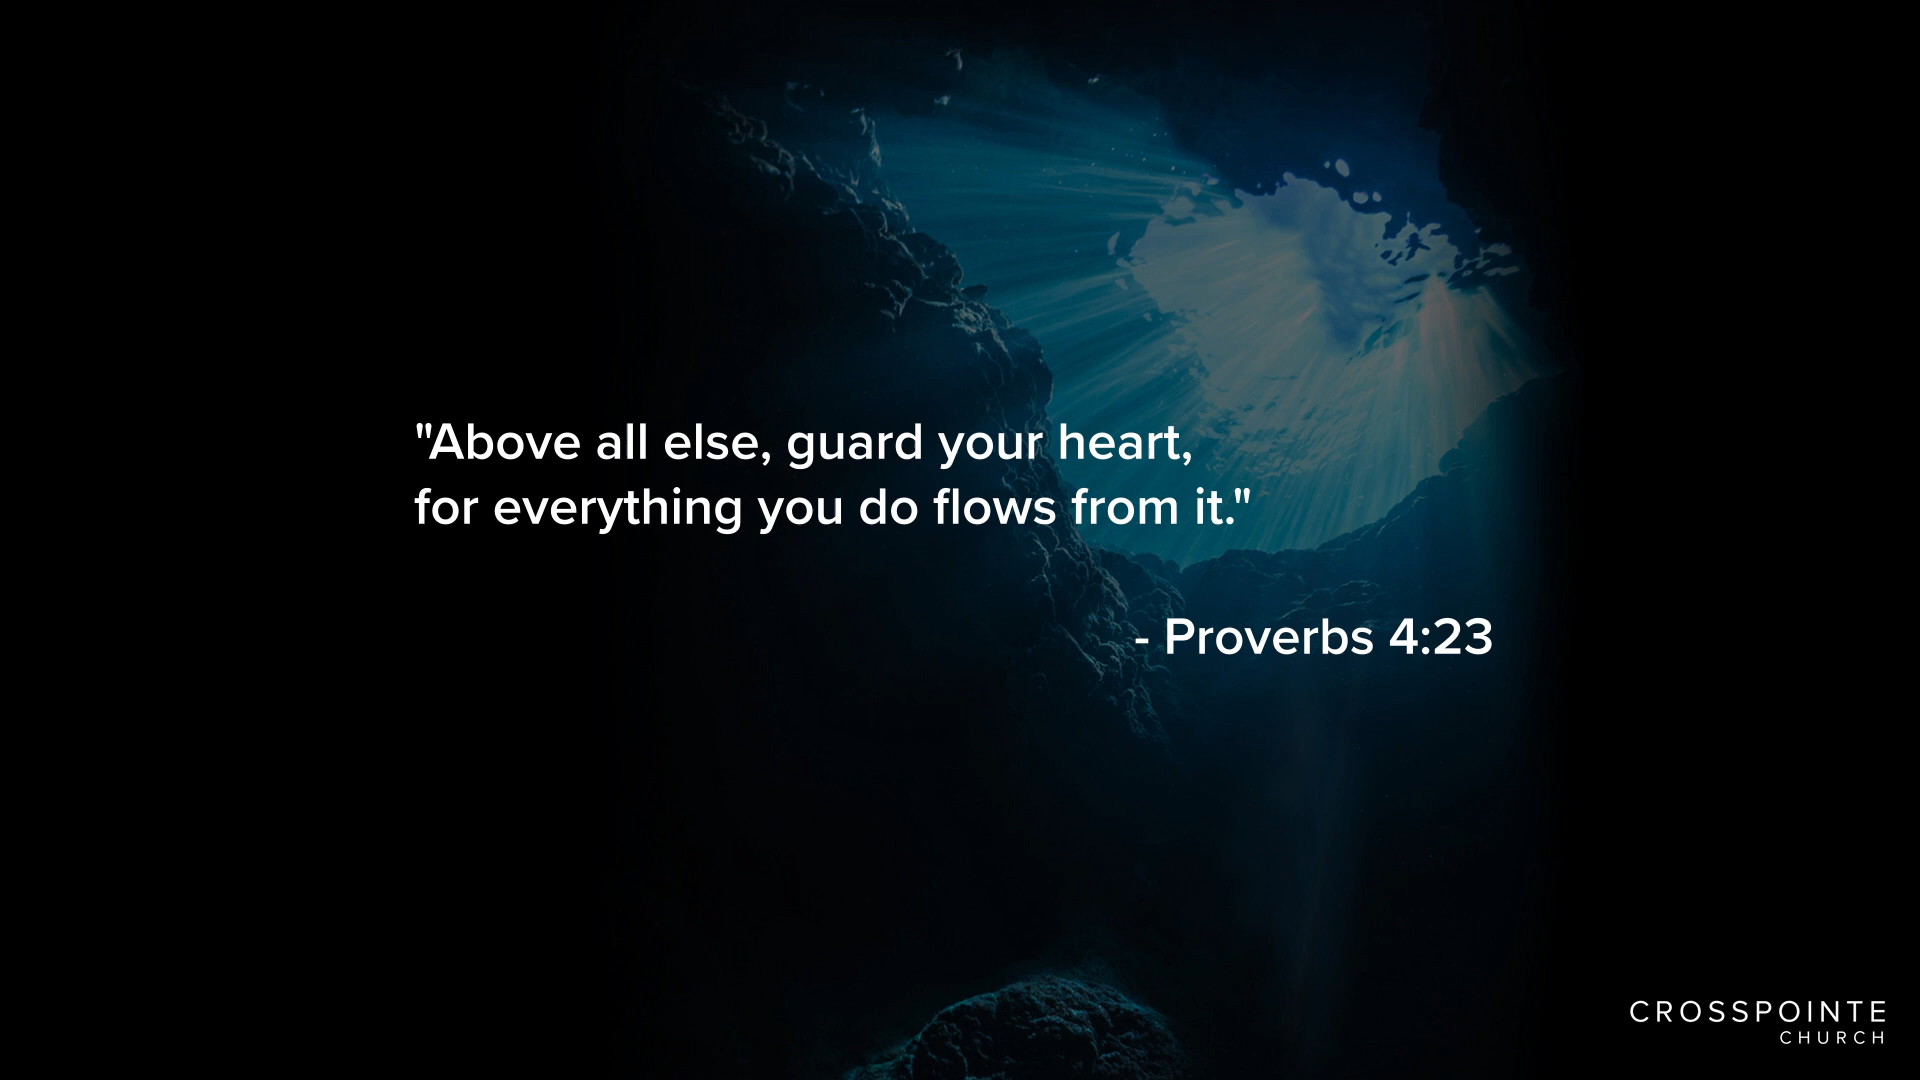 "Above all else, guard your heart,
for everything you do flows from it."
- Proverbs 4:23
CROSSPOINTE
CHURCH